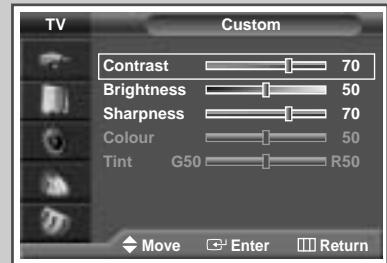 TV Custom
Contrast 70
Brightness 50
Sharpness 70
Colour 50
Tint G50 R50
Move Enter Return